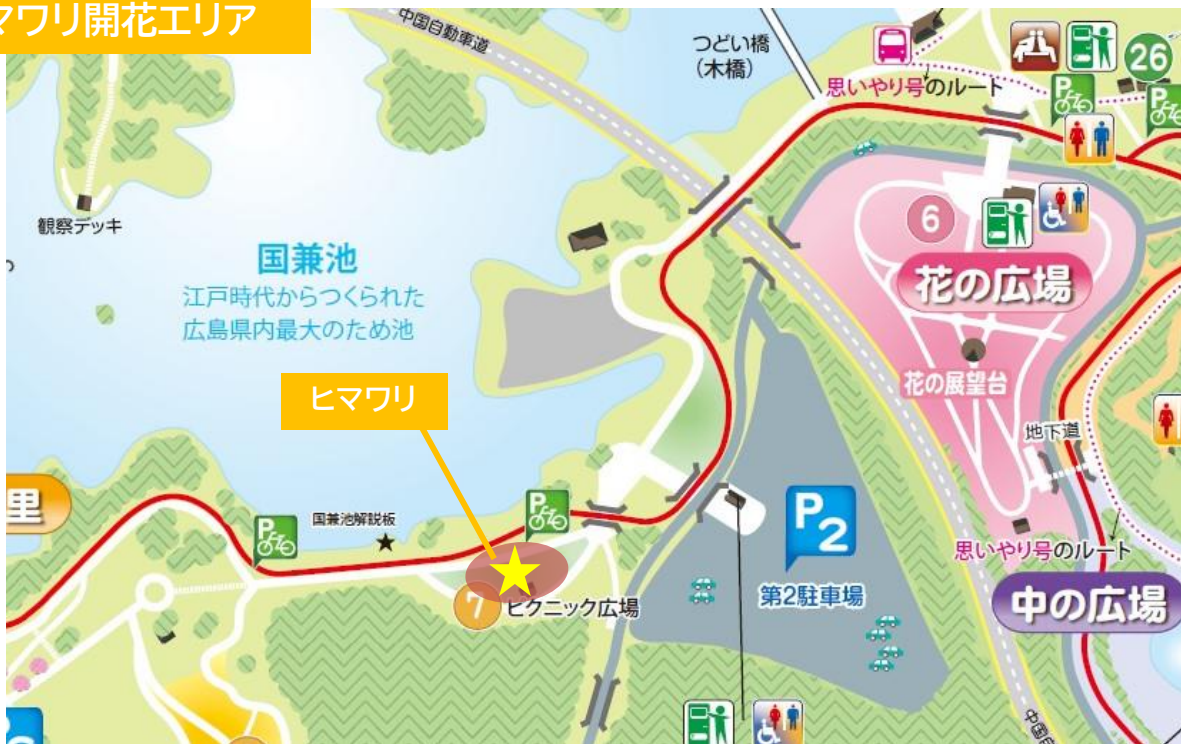 マワリ開花エリア
中国自動車道
つどい橋
(木橋)
思いやり号のルート
26
観察デッキ
国兼池
江戸時代からつくられた
広島県内最大のため池
6
花の広場
花の展望台
地下道
ヒマワリ
里
国兼池解説板
7
ピクニック広場
P
P
P
P
P2
第2駐車場
思いやり号のルート
中の広場